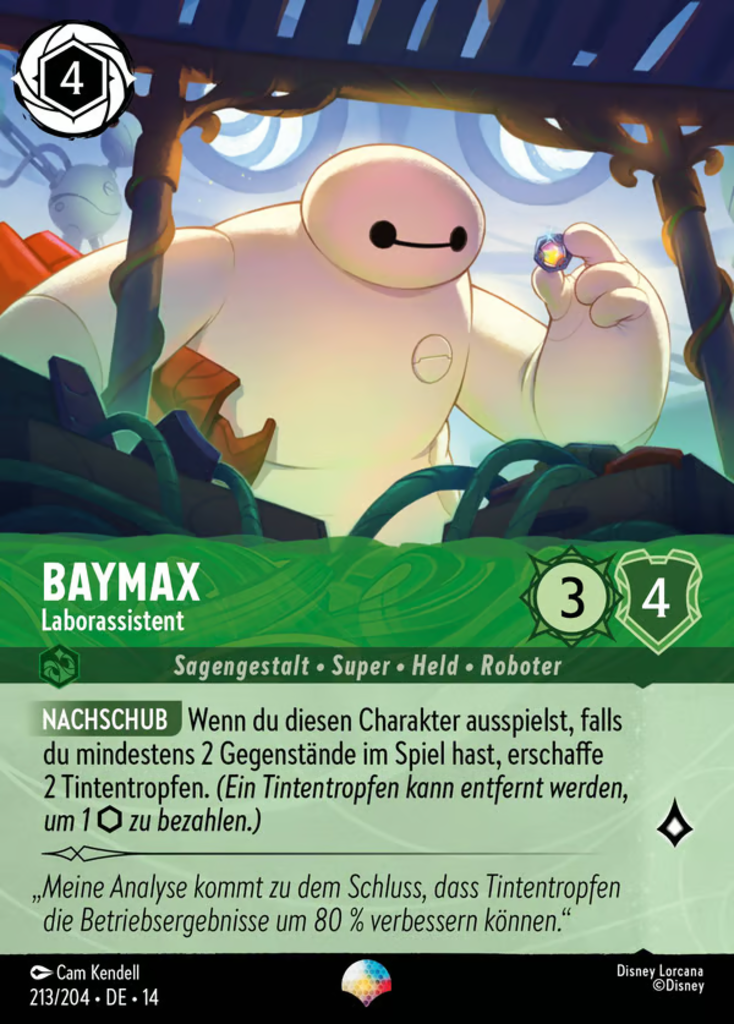 4
BAYMAX
Laborassistent
3
4
Sagengestalt • Super • Held • Roboter
NACHSCHUB Wenn du diesen Charakter ausspielst, falls
du mindestens 2 Gegenstände im Spiel hast, erschaffe
2 Tintentropfen. (Ein Tintentropfen kann entfernt werden,
um 1 ⬡ zu bezahlen.)
„Meine Analyse kommt zu dem Schluss, dass Tintentropfen
die Betriebsergebnisse um 80 % verbessern können.“
Cam Kendell
213/204 • DE • 14
Disney Lorcana
©Disney